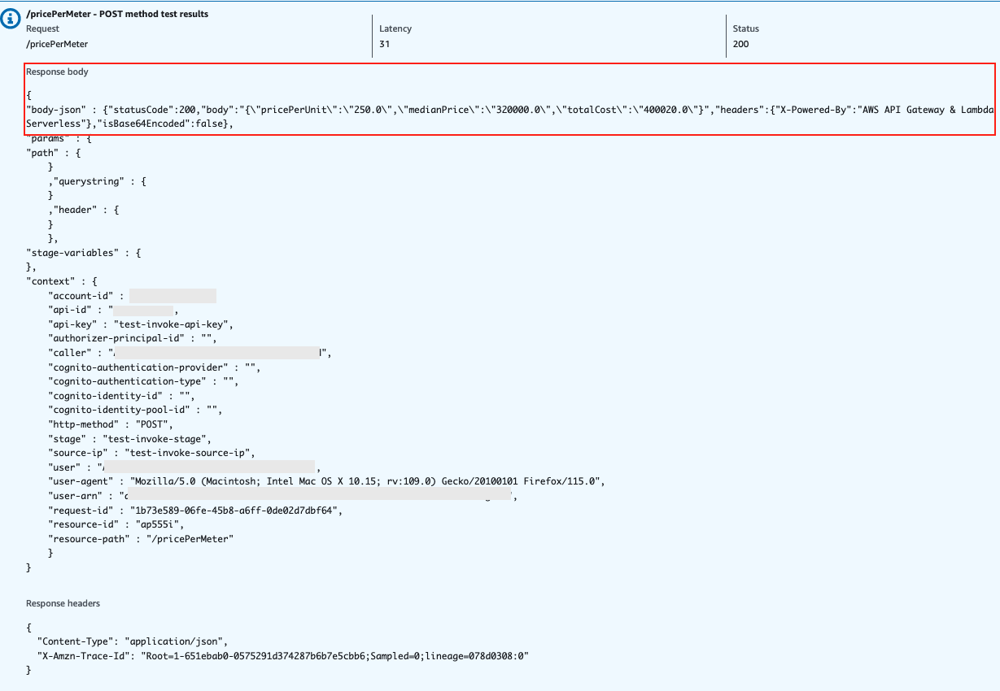 /pricePerMeter - POST method test results
Request
/pricePerMeter
Latency
31
Status
200
Response body
{
"body-json" : {"statusCode":200,"body":"{\"pricePerUnit\":\"250.0\",\"medianPrice\":\"320000.0\",\"totalCost\":\"400020.0\"}","headers":{"X-Powered-By":"AWS API Gateway & Lambda
Serverless"},"isBase64Encoded":false},
"params" : {
"path" : {
    }
    ,"querystring" : {
    }
    ,"header" : {
    }
    },
"stage-variables" : {
},
"context" : {
    "account-id" :
    "api-id" : " ,
    "api-key" : "test-invoke-api-key",
    "authorizer-principal-id" : "",
    "caller" : " ",
    "cognito-authentication-provider" : "",
    "cognito-authentication-type" : "",
    "cognito-identity-id" : "",
    "cognito-identity-pool-id" : "",
    "http-method" : "POST",
    "stage" : "test-invoke-stage",
    "source-ip" : "test-invoke-source-ip",
    "user" : " ,
    "user-agent" : "Mozilla/5.0 (Macintosh; Intel Mac OS X 10.15; rv:109.0) Gecko/20100101 Firefox/115.0",
    "user-arn" : " ,
    "request-id" : "1b73e589-06fe-45b8-a6ff-0de02d7dbf64",
    "resource-id" : "ap555i",
    "resource-path" : "/pricePerMeter"
    }
}
Response headers
{
  "Content-Type": "application/json",
  "X-Amzn-Trace-Id": "Root=1-651ebab0-0575291d374287b6b7e5cbb6;Sampled=0;lineage=078d0308:0"
}